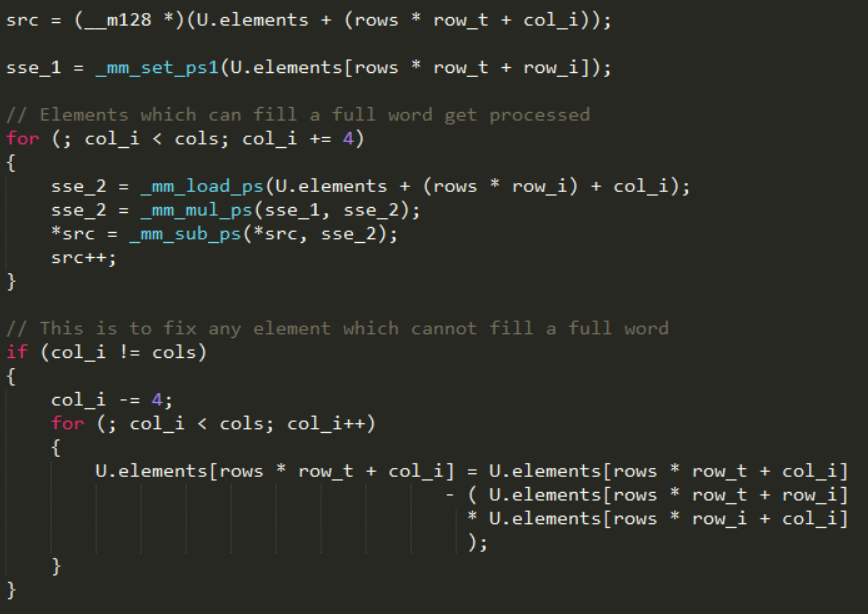 src = (__m128 *)(U.elements + (rows * row_t + col_i));
sse_1 = _mm_set_ps1(U.elements[rows * row_t + row_i]);
// Elements which can fill a full word get processed
for (; col_i < cols; col_i += 4)
{
sse_2 = _mm_load_ps(U.elements + (rows * row_i) + col_i);
sse_2 = _mm_mul_ps(sse_1, sse_2);
*src = _mm_sub_ps(*src, sse_2);
src++;
}
// This is to fix any element which cannot fill a full word
if (col_i != cols)
{
col_i -= 4;
for (; col_i < cols; col_i++)
{
U.elements[rows * row_t + col_i] = U.elements[rows * row_t + col_i]
- ( U.elements[rows * row_t + row_i]
* U.elements[rows * row_i + col_i]
);
}
}